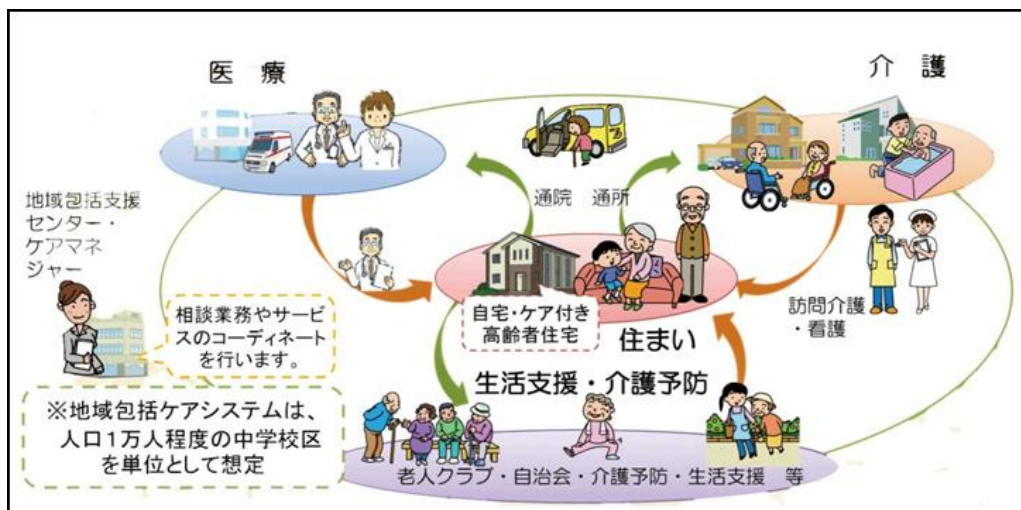 医 療
介 護
通院 通所
地域包括支援
センター・
ケアマネ
ジャー
相談業務やサービ
スのコーディネート
を行います。
自宅・ケア付き
高齢者住宅
住まい
訪問介護
・看護
生活支援・介護予防
※地域包括ケアシステムは、
人口1万人程度の中学校区
を単位として想定
老人クラブ・自治会・介護予防・生活支援 等